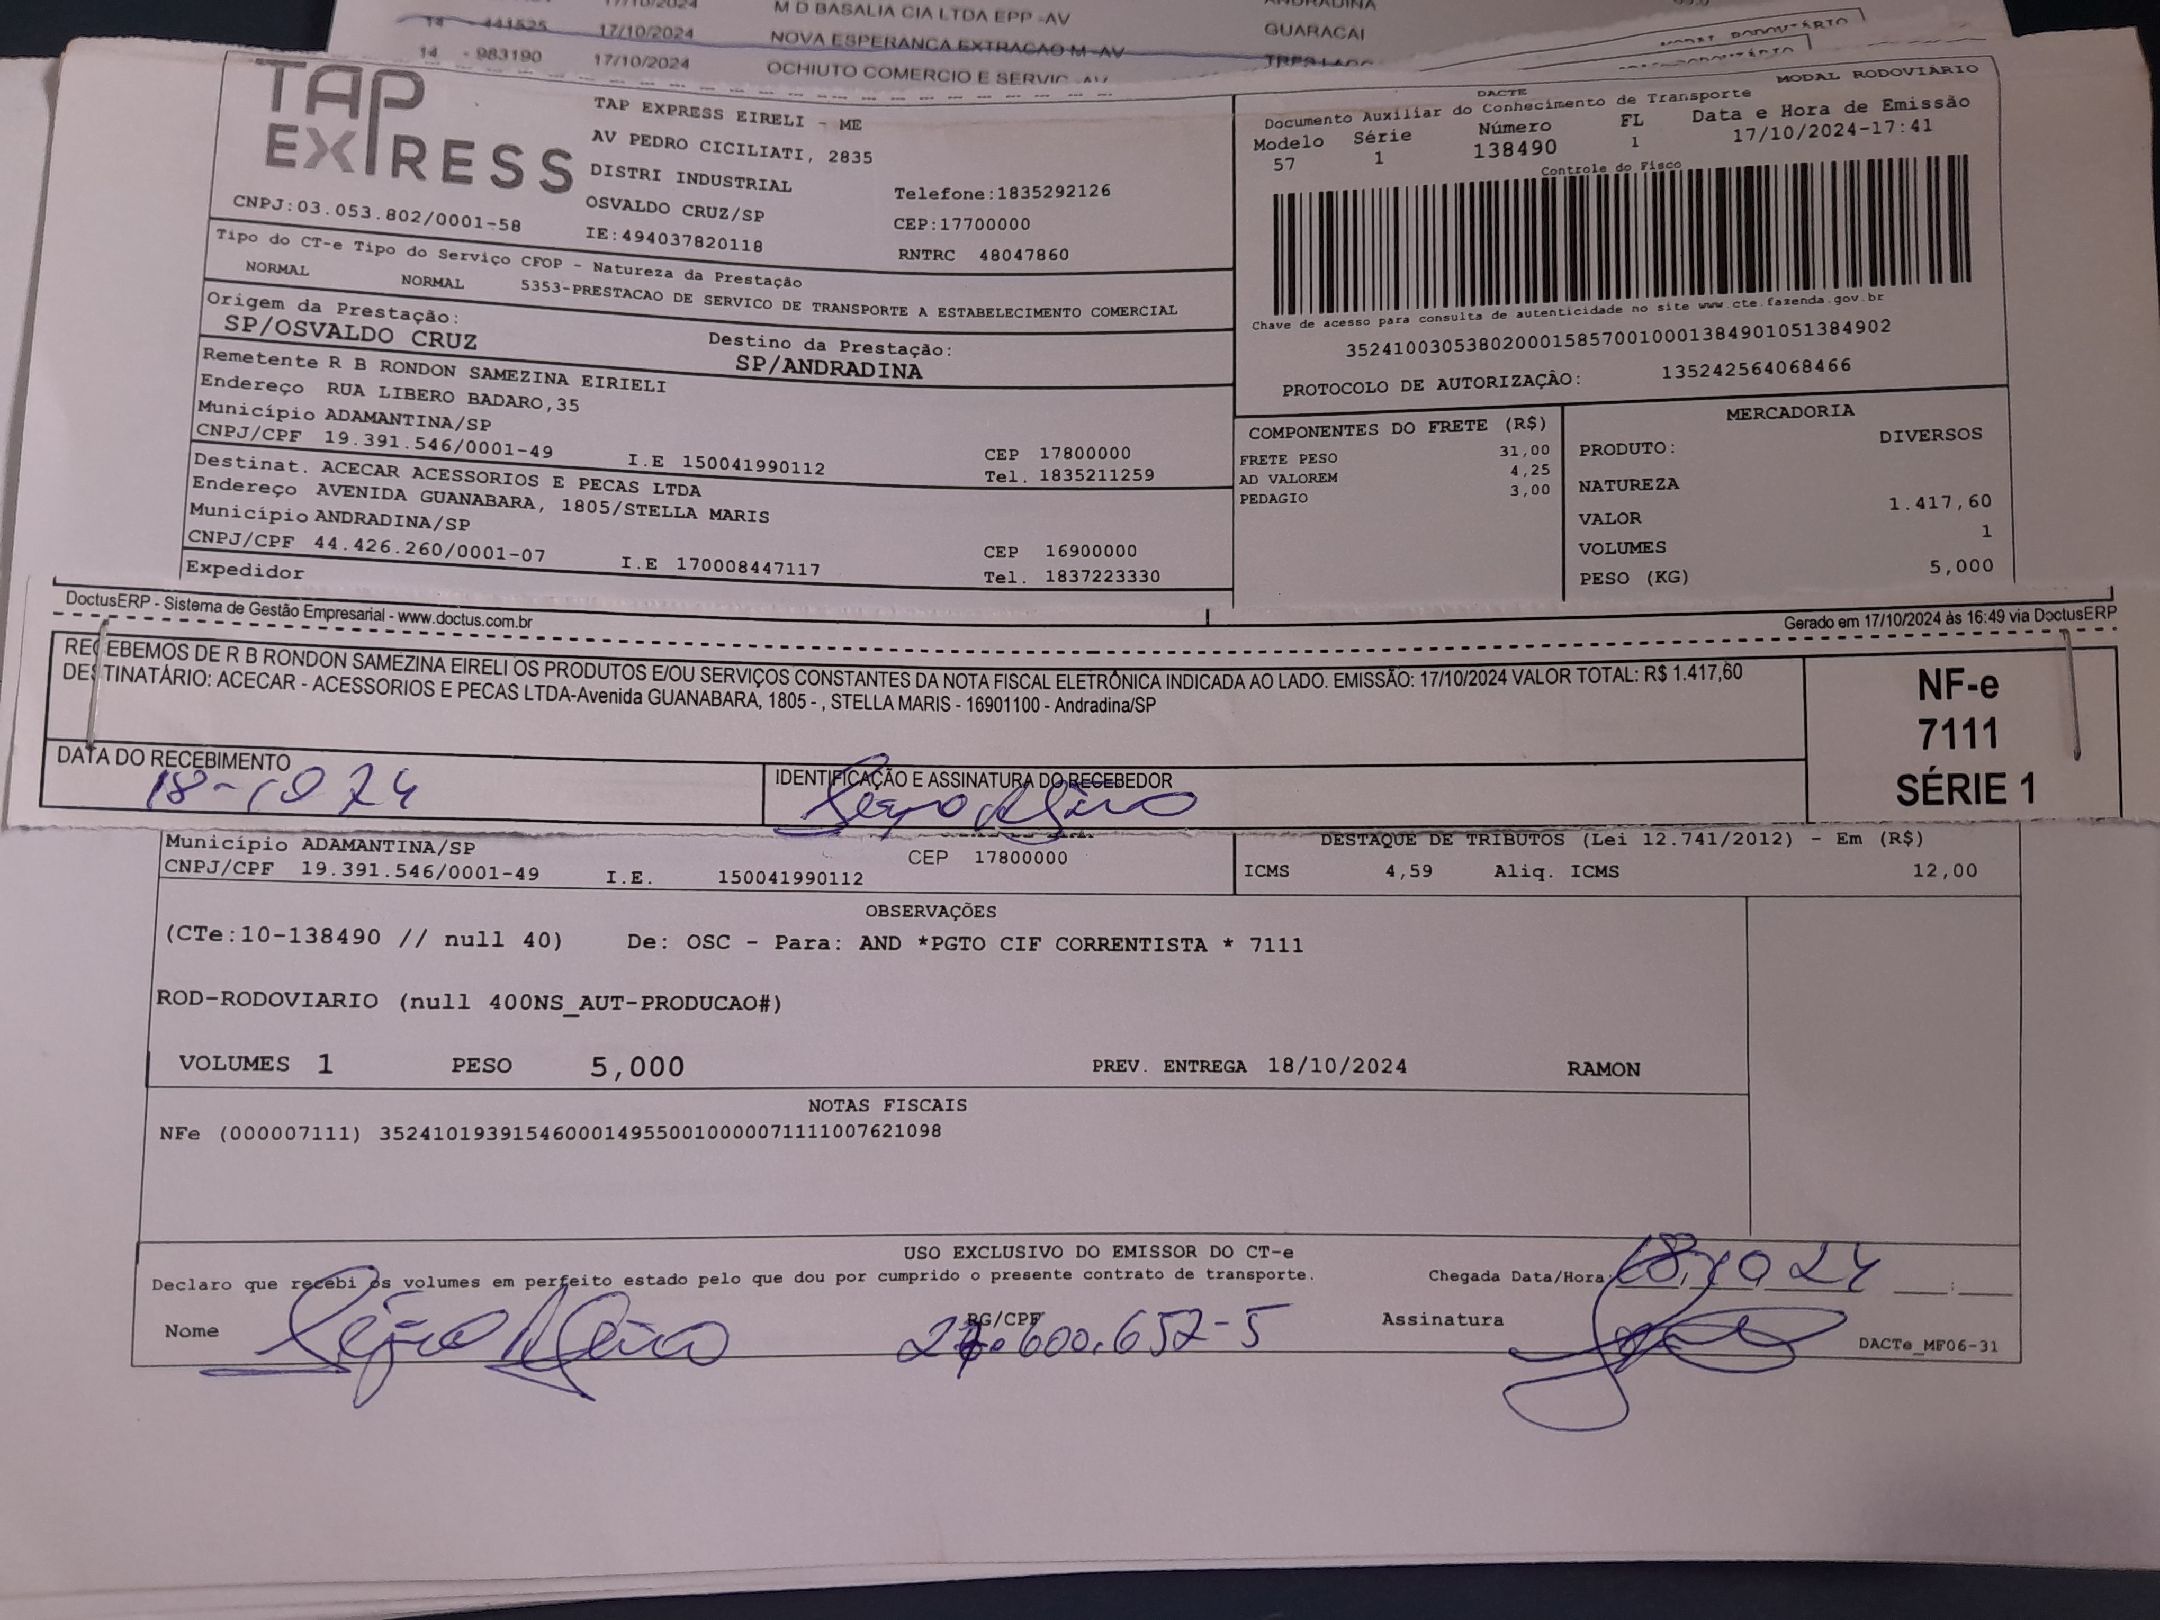 17/10/2024 M D BASALIA CIA LTDA EPP -AV ANDRADINA
14 - 441525 17/10/2024 NOVA ESPERANCA EXTRACAO M -AV GUARACAI
14 - 983190 17/10/2024 OCHIUTO COMERCIO E SERVIC -AV
TAP EXPRESS
TAP EXPRESS EIRELI - ME
AV PEDRO CICILIATI, 2835
DISTRI INDUSTRIAL
OSVALDO CRUZ/SP
IE:494037820118
Telefone:1835292126
CEP:17700000
RNTRC 48047860
CNPJ:03.053.802/0001-58
DACTE MODAL RODOVIÁRIO
Documento Auxiliar do Conhecimento de Transporte
Modelo Série Número FL Data e Hora de Emissão
57 1 138490 1 17/10/2024-17:41
Controle do Fisco
Chave de acesso para consulta de autenticidade no site www.cte.fazenda.gov.br
35241003053802000158570010001384901051384902
PROTOCOLO DE AUTORIZAÇÂO: 135242564068466
Tipo do CT-e Tipo do Serviço CFOP - Natureza da Prestação
NORMAL NORMAL 5353-PRESTACAO DE SERVICO DE TRANSPORTE A ESTABELECIMENTO COMERCIAL
Origem da Prestação: Destino da Prestação:
SP/OSVALDO CRUZ SP/ANDRADINA
Remetente R B RONDON SAMEZINA EIRIELI
Endereço RUA LIBERO BADARO,35
Município ADAMANTINA/SP CEP 17800000
CNPJ/CPF 19.391.546/0001-49 I.E 150041990112 Tel. 1835211259
Destinat. ACECAR ACESSORIOS E PECAS LTDA
Endereço AVENIDA GUANABARA, 1805/STELLA MARIS
Município ANDRADINA/SP CEP 16900000
CNPJ/CPF 44.426.260/0001-07 I.E 170008447117 Tel. 1837223330
Expedidor
COMPONENTES DO FRETE (R$)
FRETE PESO 31,00
AD VALOREM 4,25
PEDAGIO 3,00
MERCADORIA
PRODUTO: DIVERSOS
NATUREZA
VALOR 1.417,60
VOLUMES 1
PESO (KG) 5,000
DoctusERP - Sistema de Gestão Empresarial - www.doctus.com.br Gerado em 17/10/2024 às 16:49 via DoctusERP
RECEBEMOS DE R B RONDON SAMEZINA EIRELI OS PRODUTOS E/OU SERVIÇOS CONSTANTES DA NOTA FISCAL ELETRÔNICA INDICADA AO LADO. EMISSÃO: 17/10/2024 VALOR TOTAL: R$ 1.417,60
DESTINATÁRIO: ACECAR - ACESSORIOS E PECAS LTDA-Avenida GUANABARA, 1805 - , STELLA MARIS - 16901100 - Andradina/SP
NF-e
7111
SÉRIE 1
DATA DO RECEBIMENTO IDENTIFICAÇÃO E ASSINATURA DO RECEBEDOR
18-10 24
Município ADAMANTINA/SP CEP 17800000
CNPJ/CPF 19.391.546/0001-49 I.E. 150041990112
DESTAQUE DE TRIBUTOS (Lei 12.741/2012) - Em (R$)
ICMS 4,59 Aliq. ICMS 12,00
OBSERVAÇÕES
(CTe:10-138490 // null 40) De: OSC - Para: AND *PGTO CIF CORRENTISTA * 7111
ROD-RODOVIARIO (null 400NS_AUT-PRODUCAO#)
VOLUMES 1 PESO 5,000 PREV. ENTREGA 18/10/2024 RAMON
NOTAS FISCAIS
NFe (000007111) 35241019391546000149550010000071111007621098
USO EXCLUSIVO DO EMISSOR DO CT-e
Declaro que recebi os volumes em perfeito estado pelo que dou por cumprido o presente contrato de transporte. Chegada Data/Hora 18,10 24 :
Nome RG/CPF .600.657-5 Assinatura DACTe_MF06-31